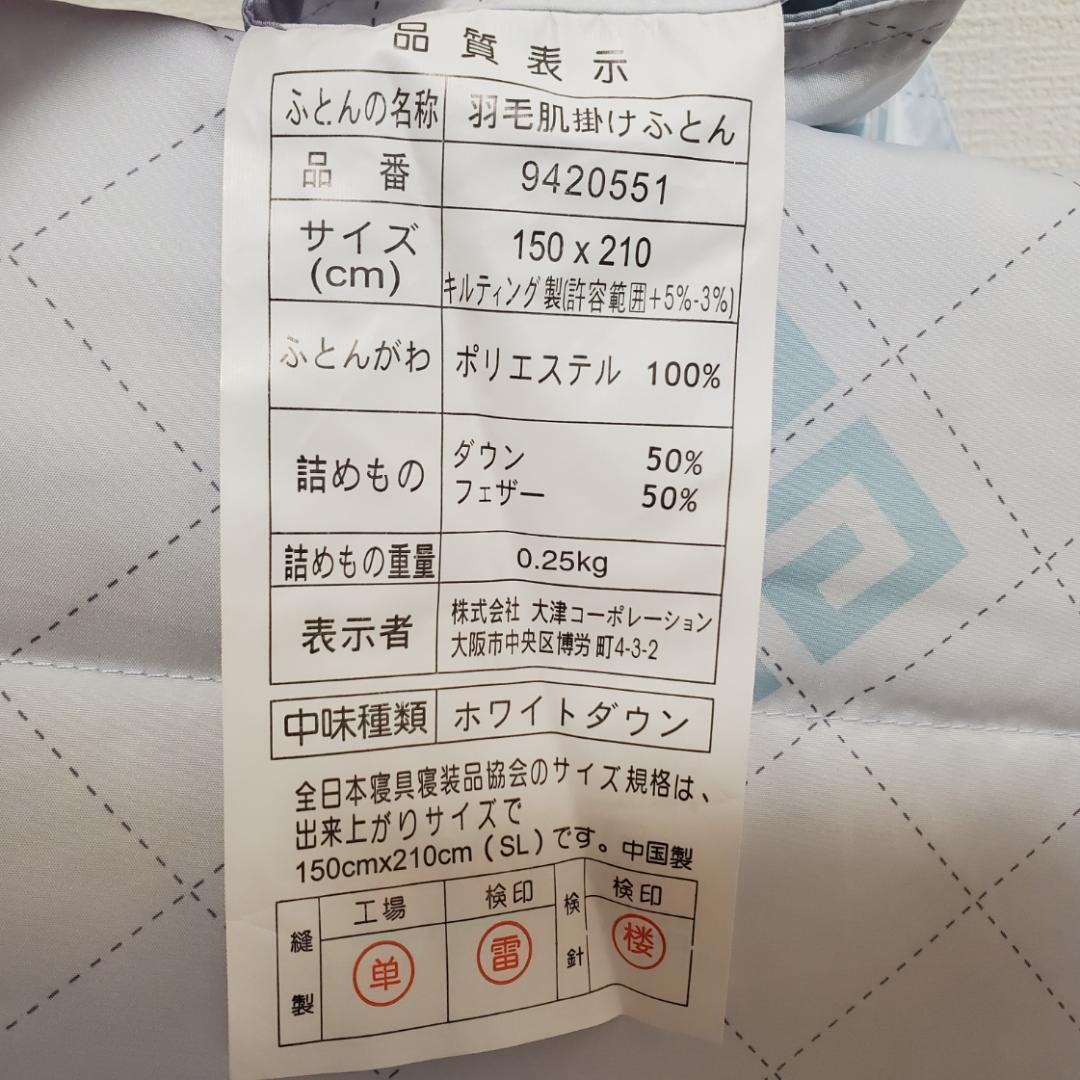 品質表示
ふとんの名称 羽毛肌掛けふとん
品 番 9420551
サイズ
(cm)
150 x 210
キルティング製(許容範囲+5%-3%)
ふとんがわ ポリエステル 100%
詰めもの
ダウン 50%
フェザー 50%
詰めもの重量 0.25kg
表示者
株式会社 大津コーポレーション
大阪市中央区博労町4-3-2
中味種類 ホワイトダウン
全日本寝具寝装品協会のサイズ規格は、
出来上がりサイズで
150cmx210cm(SL)です。中国製
縫製
工場 検印
検針
検印
单 雷 楼